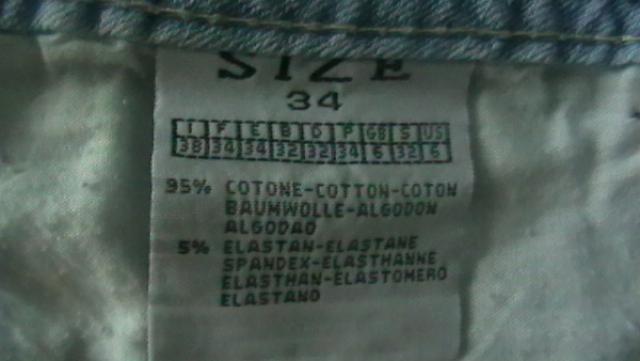 SIZE
34
I F E B D P GB S US
38 34 34 32 32 34 6 32 6
95% COTONE-COTTON-COTON
BAUMWOLLE-ALGODON
ALGODAO
5% ELASTAN-ELASTANE
SPANDEX-ELASTHANNE
ELASTHAN-ELASTOMERO
ELASTANO